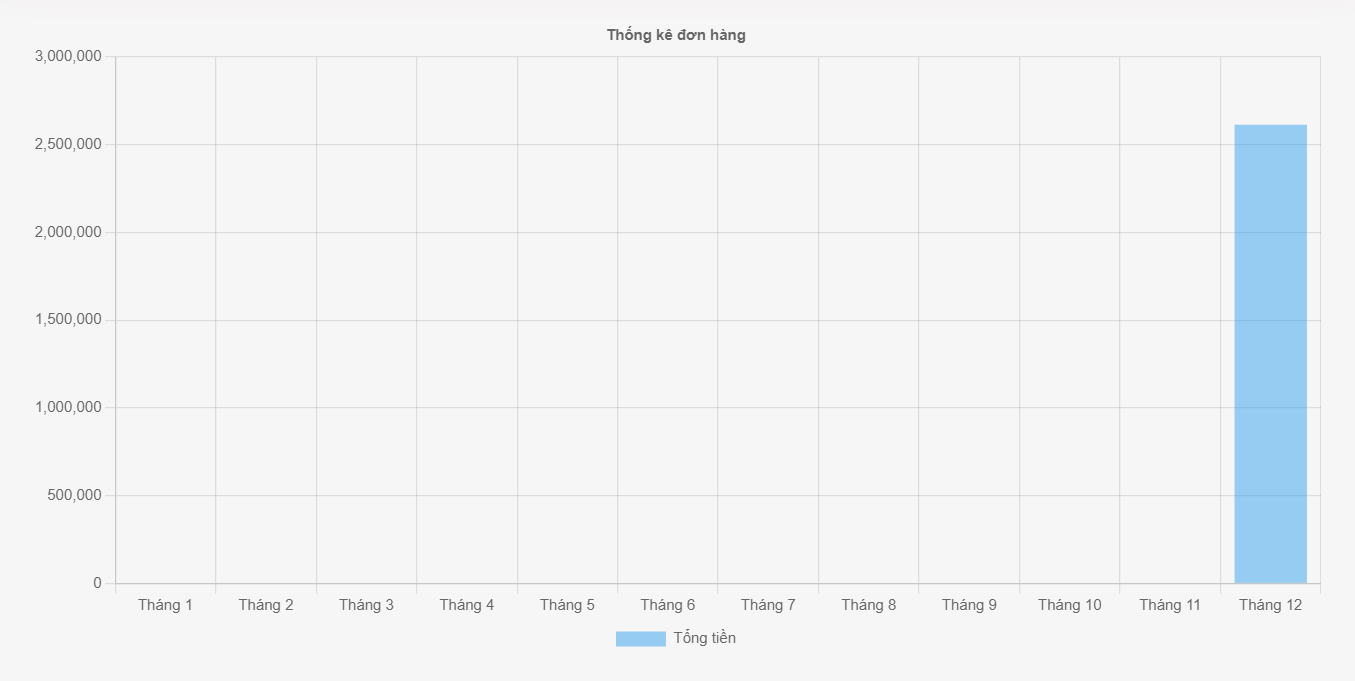 Thống kê đơn hàng
3,000,000
2,500,000
2,000,000
1,500,000
1,000,000
500,000
0
Tháng 1 Tháng 2 Tháng 3 Tháng 4 Tháng 5 Tháng 6 Tháng 7 Tháng 8 Tháng 9 Tháng 10 Tháng 11 Tháng 12
Tổng tiền